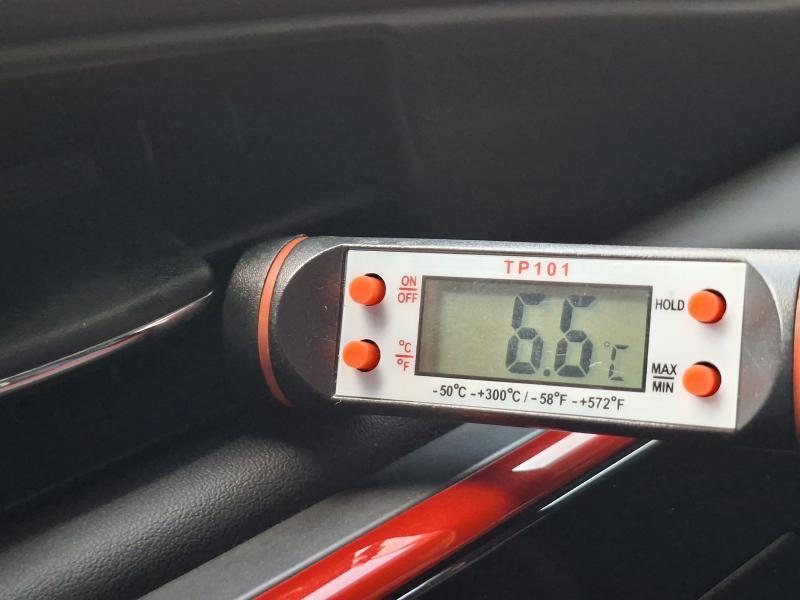 TP101
ON
OFF
°C
°F
6.6 °C
HOLD
MAX
MIN
-50°C -+300°C / -58°F -+572°F